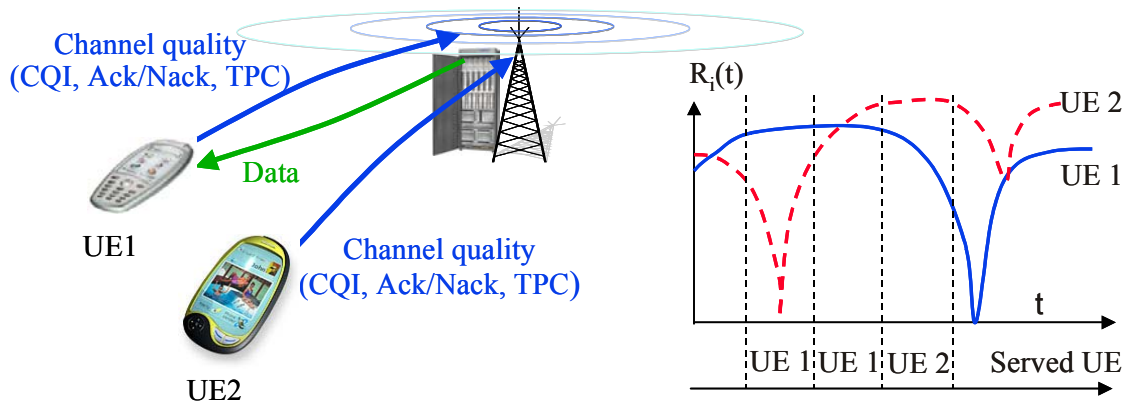 Channel quality
(CQI, Ack/Nack, TPC)
Data
UE1
Channel quality
(CQI, Ack/Nack, TPC)
UE2
R_i(t)
UE 2
UE 1
t
UE 1 UE 1 UE 2 Served UE